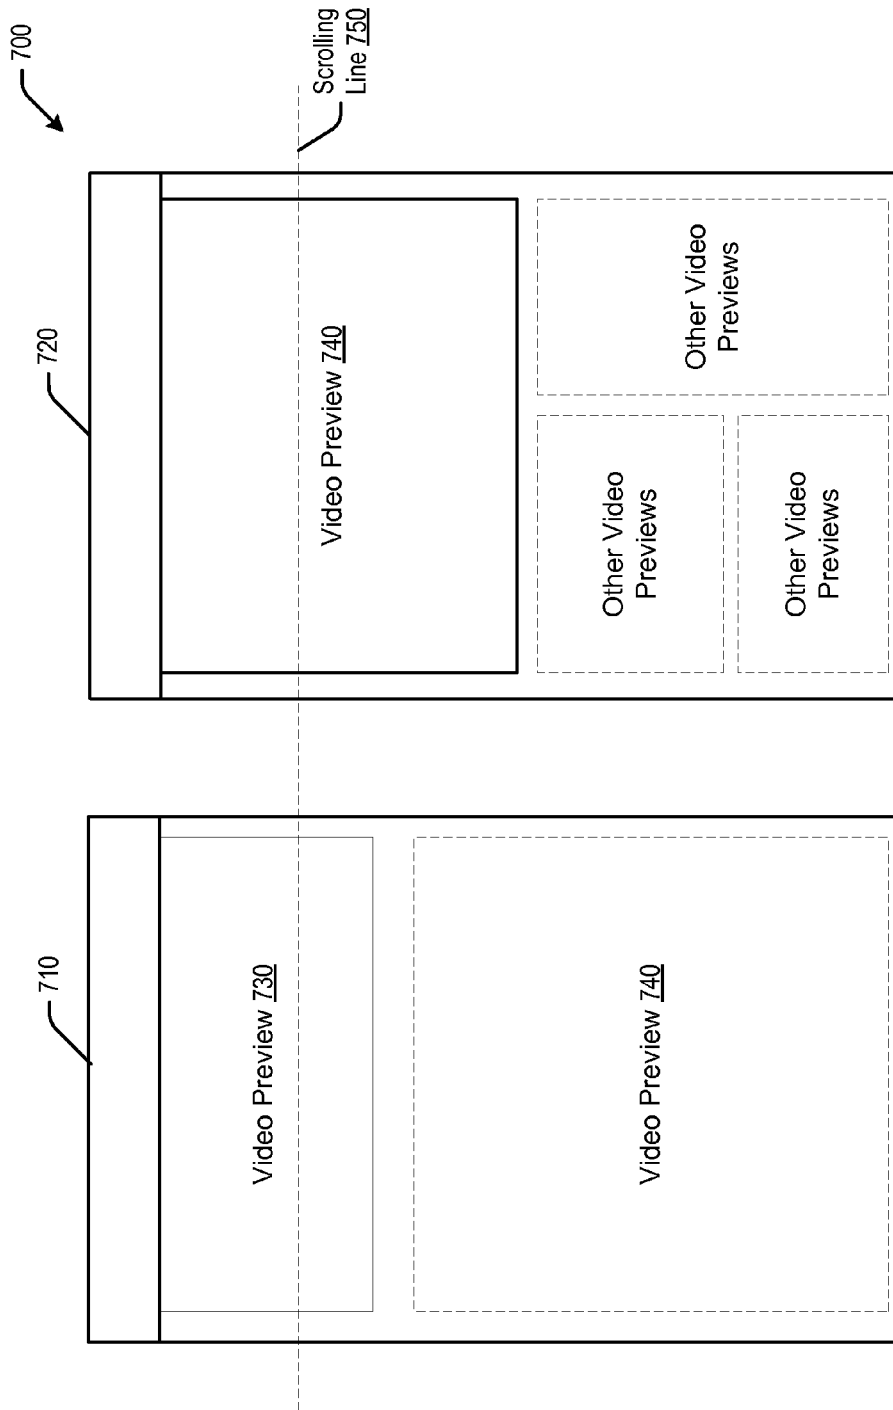 700
710
720
Scrolling
Line 750
Video Preview 730
Video Preview 740
Video Preview 740
Other Video
Previews
Other Video
Previews
Other Video
Previews